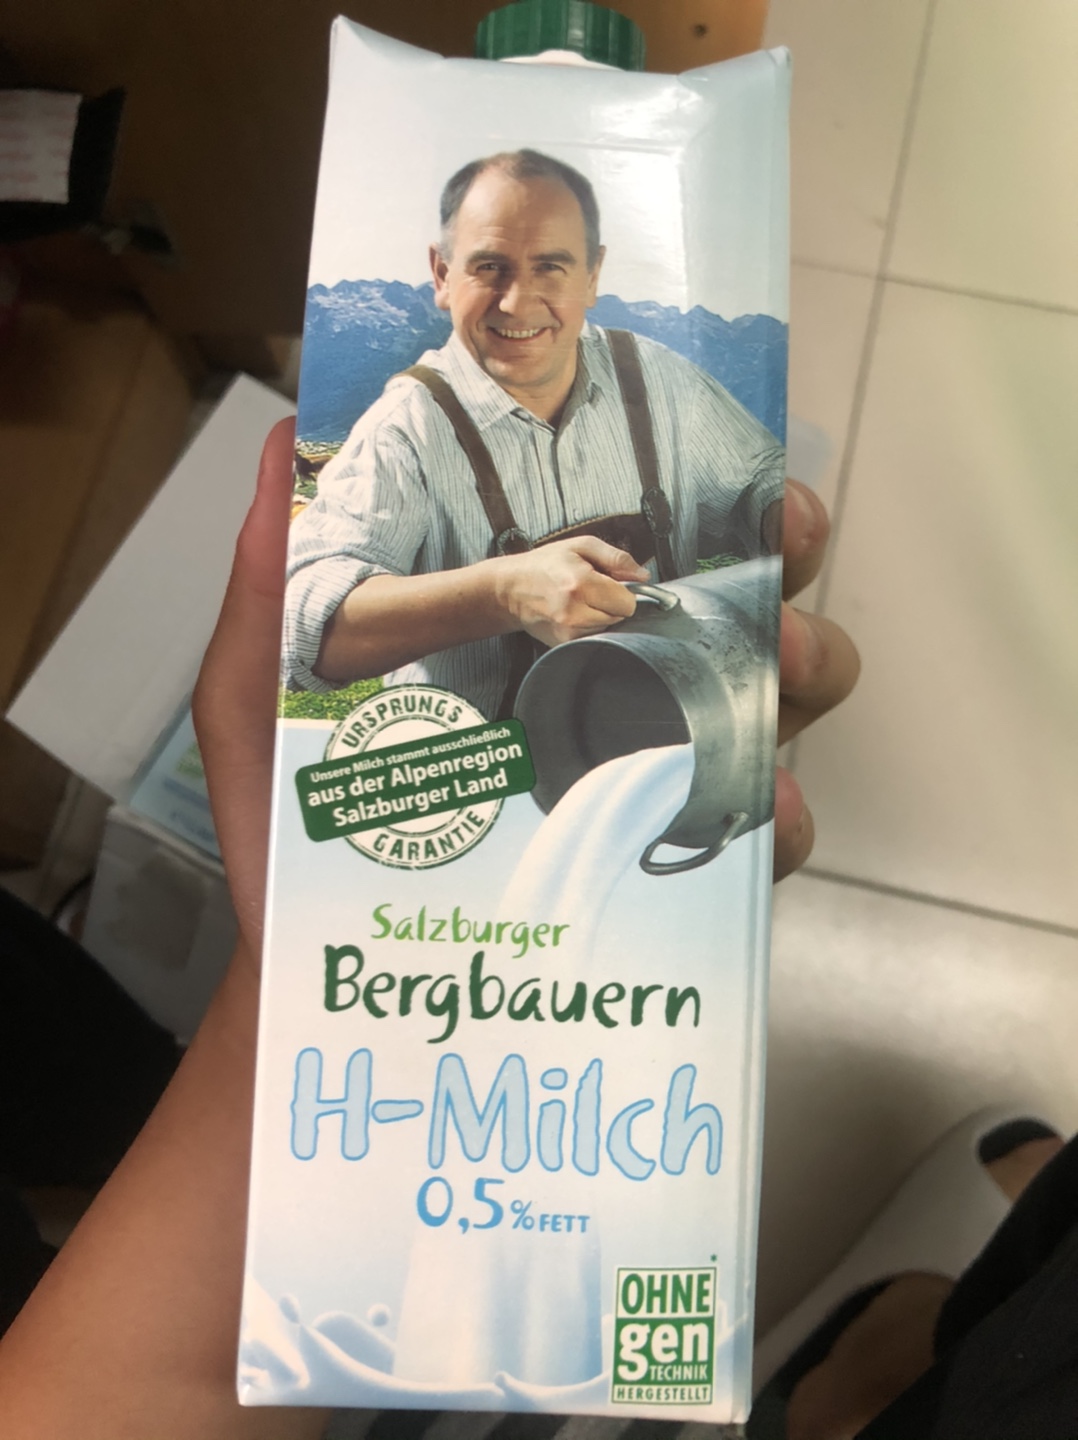 URSPRUNGS
Unsere Milch stammt ausschließlich
aus der Alpenregion
Salzburger Land
GARANTIE
Salzburger
Bergbauern
H-Milch
0,5% FETT
OHNE
gen
TECHNIK
HERGESTELLT